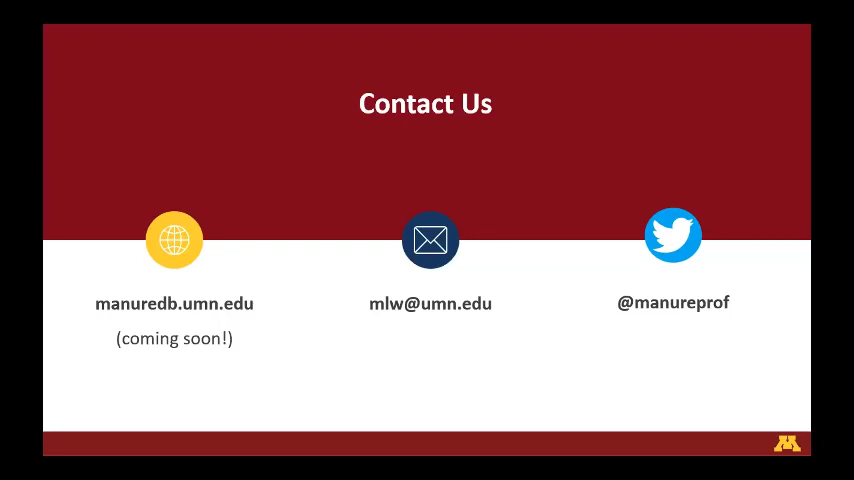 Contact Us
manuredb.umn.edu
(coming soon!)
mlw@umn.edu
@manureprof
M